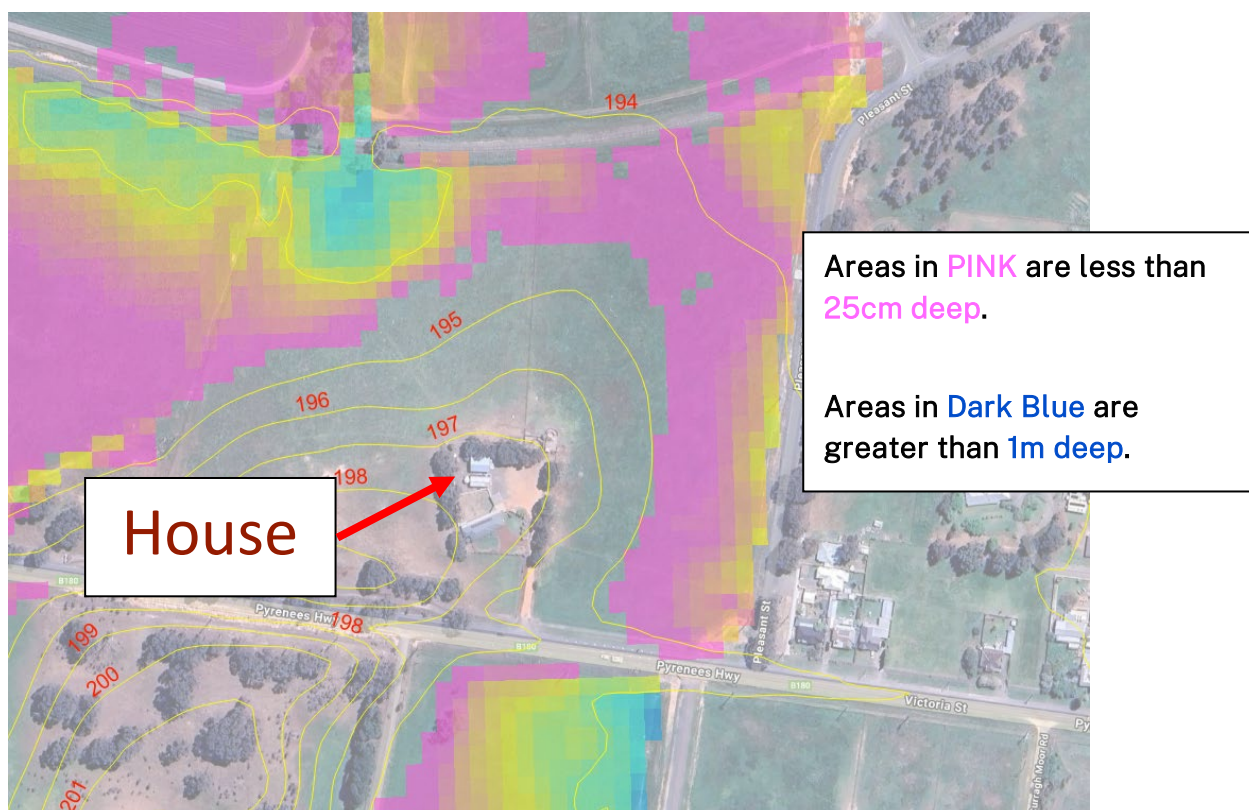 194
Pleasant St
Areas in PINK are less than
25cm deep.
Areas in Dark Blue are
greater than 1m deep.
195
196
197
198
House
B180
Pyrenees Hwy
198
199
200
201
B180
Pyrenees Hwy
B180
Pleasant St
Victoria St